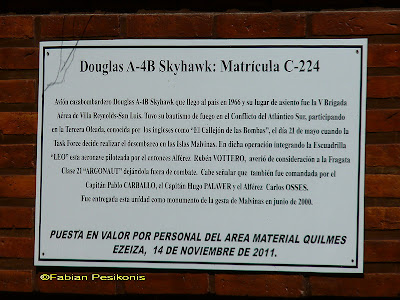 Douglas A-4B Skyhawk: Matrícula C-224
Avión cazabombardero Douglas A-4B Skyhawk que llegó al país en 1966 y su lugar de asiento fue la V Brigada
Aérea de Villa Reynolds-San Luis. Tuvo su bautismo de fuego en el Conflicto del Atlántico Sur, participando
en la Tercera Oleada, conocida por los ingleses como "El Callejón de las Bombas", el día 21 de mayo cuando la
Task Force decide realizar el desembarco en las Islas Malvinas. En dicha operación integrando la Escuadrilla
"LEO" esta aeronave piloteada por el entonces Alférez Rubén VOTTERO, averió de consideración a la Fragata
Clase 21 "ARGONAUT" dejándola fuera de combate. Cabe señalar que también fue comandada por el
Capitán Pablo CARBALLO, el Capitán Hugo PALAVER y el Alférez Carlos OSSES.
Fue entregada esta unidad como monumento de la gesta de Malvinas en junio de 2000.
PUESTA EN VALOR POR PERSONAL DEL AREA MATERIAL QUILMES
EZEIZA, 14 DE NOVIEMBRE DE 2011.
©Fabian Pesikonis